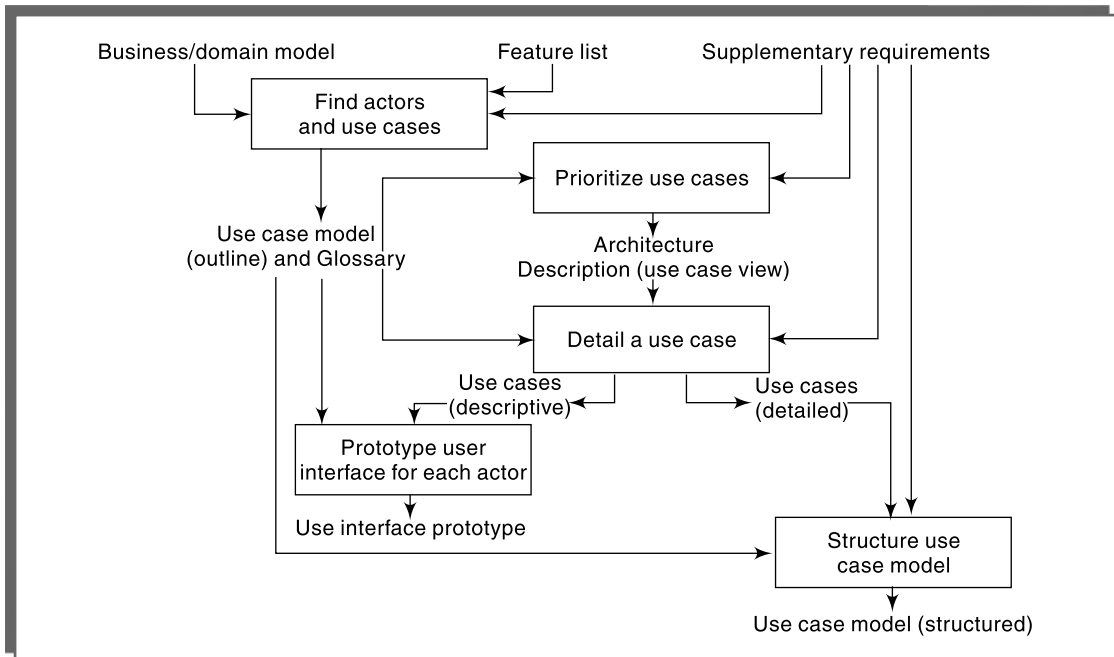 Business/domain model
Feature list
Supplementary requirements
Find actors
and use cases
Prioritize use cases
Use case model
(outline) and Glossary
Architecture
Description (use case view)
Detail a use case
Use cases
(descriptive)
Use cases
(detailed)
Prototype user
interface for each actor
Use interface prototype
Structure use
case model
Use case model (structured)